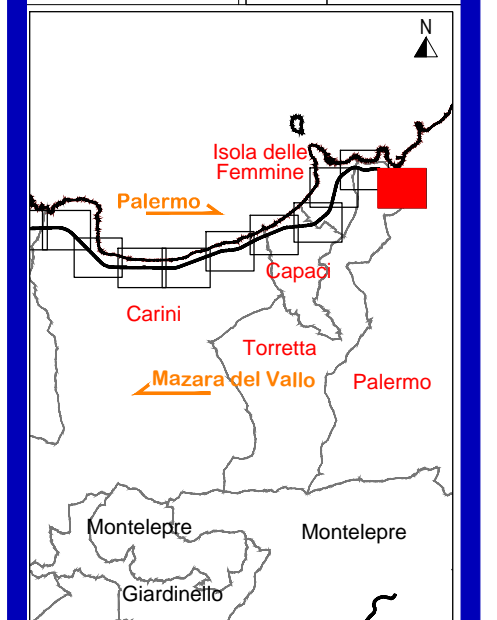 N
Isola delle
Femmine
Palermo
Capaci
Carini
Torretta
Mazara del Vallo
Palermo
Montelepre
Montelepre
Giardinello